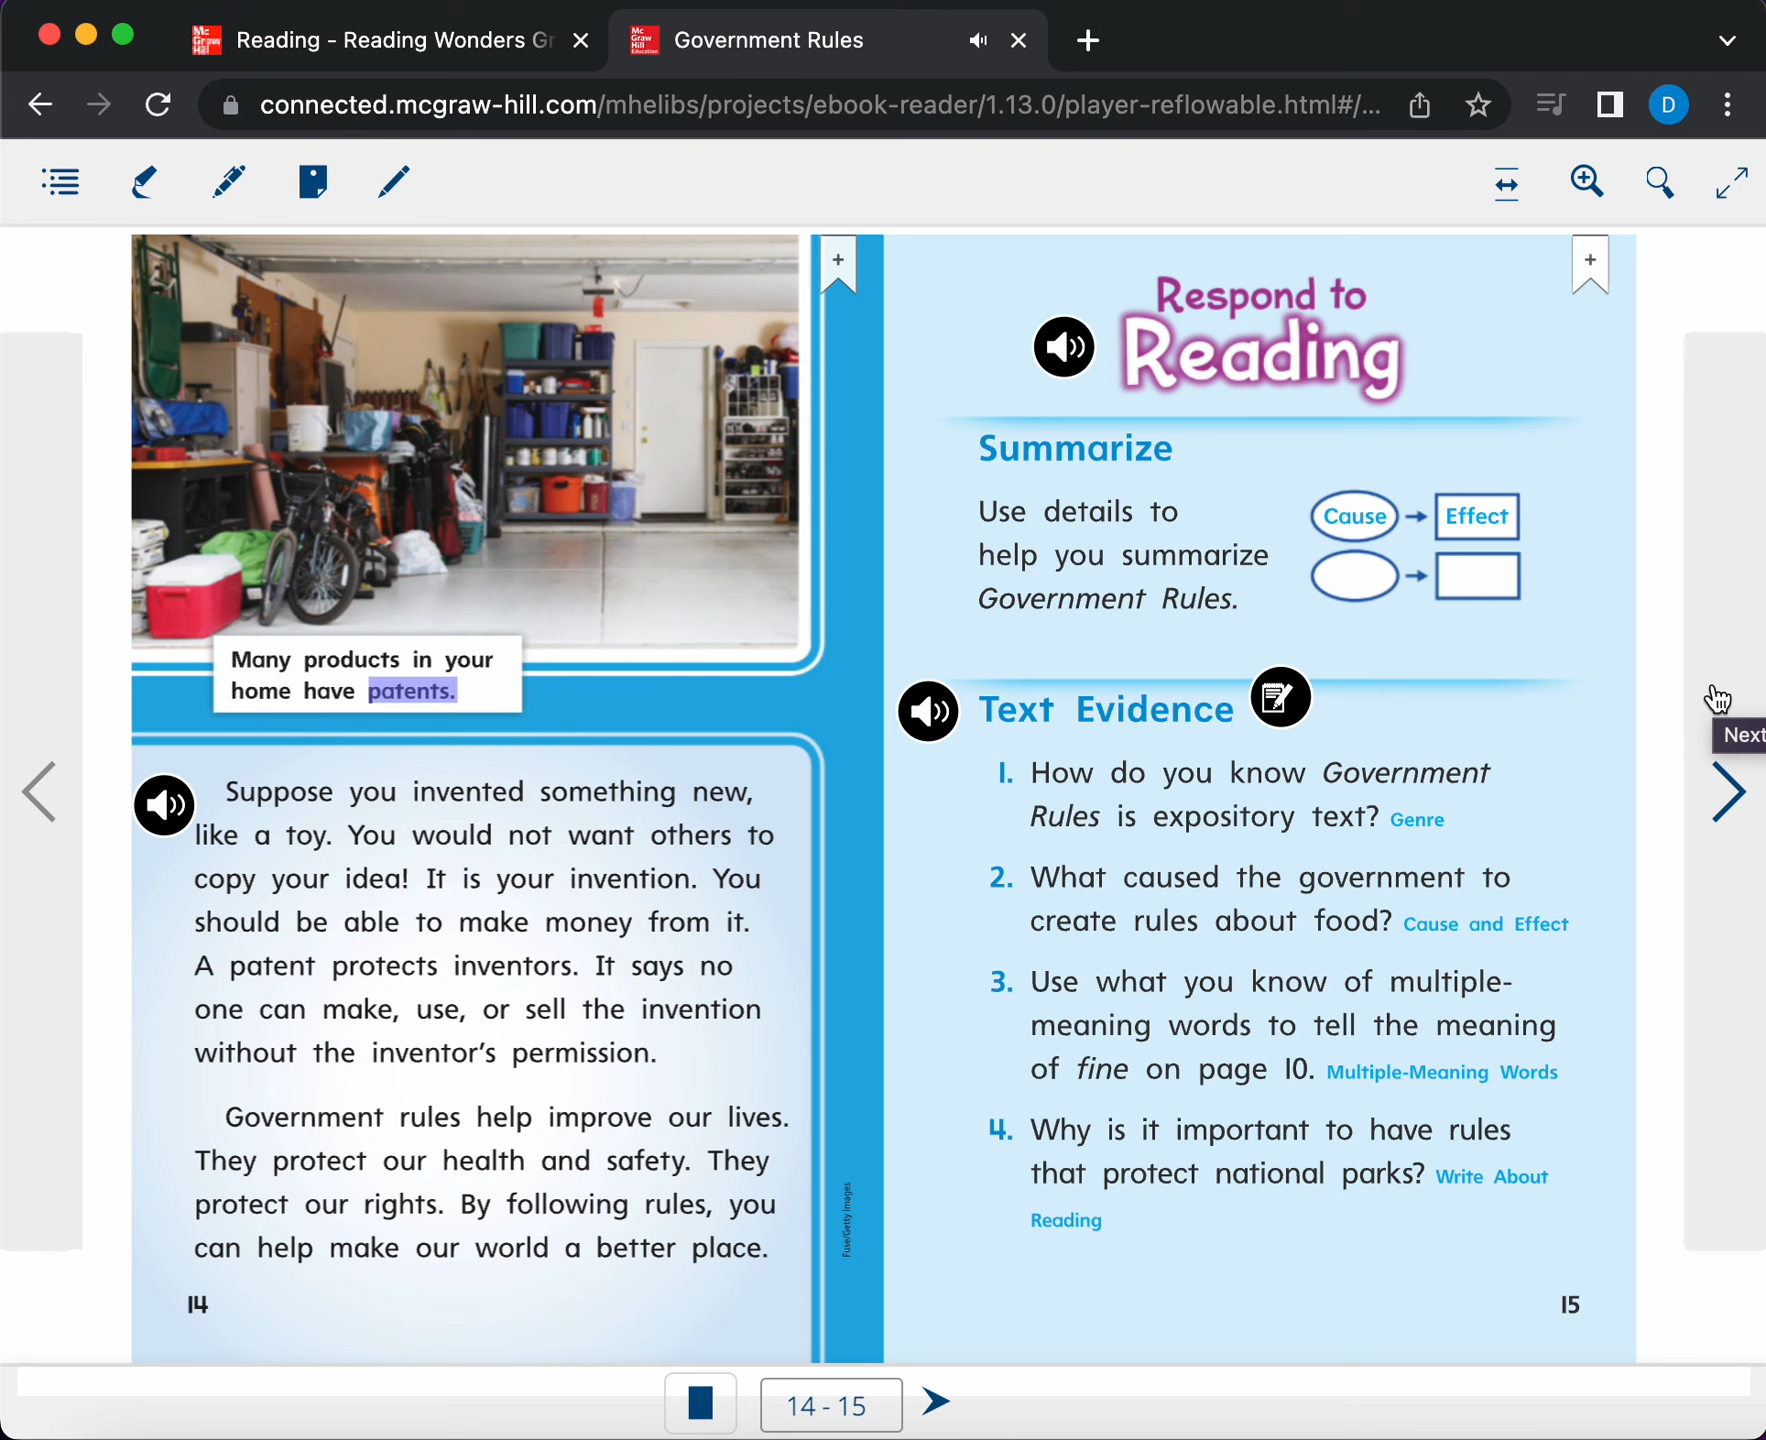 Reading - Reading Wonders Gr
Government Rules
connected.mcgraw-hill.com/mhelibs/projects/ebook-reader/1.13.0/player-reflowable.html#/...
D
Many products in your
home have patents.
Suppose you invented something new,
like a toy. You would not want others to
copy your idea! It is your invention. You
should be able to make money from it.
A patent protects inventors. It says no
one can make, use, or sell the invention
without the inventor's permission.
Government rules help improve our lives.
They protect our health and safety. They
protect our rights. By following rules, you
can help make our world a better place.
Fuse/Getty Images
14
Respond to
Reading
Summarize
Use details to
help you summarize
Government Rules.
Cause → Effect
Text Evidence
1. How do you know Government
Rules is expository text? Genre
2. What caused the government to
create rules about food? Cause and Effect
3. Use what you know of multiple-
meaning words to tell the meaning
of fine on page 10. Multiple-Meaning Words
4. Why is it important to have rules
that protect national parks? Write About
Reading
15
Next
14 - 15